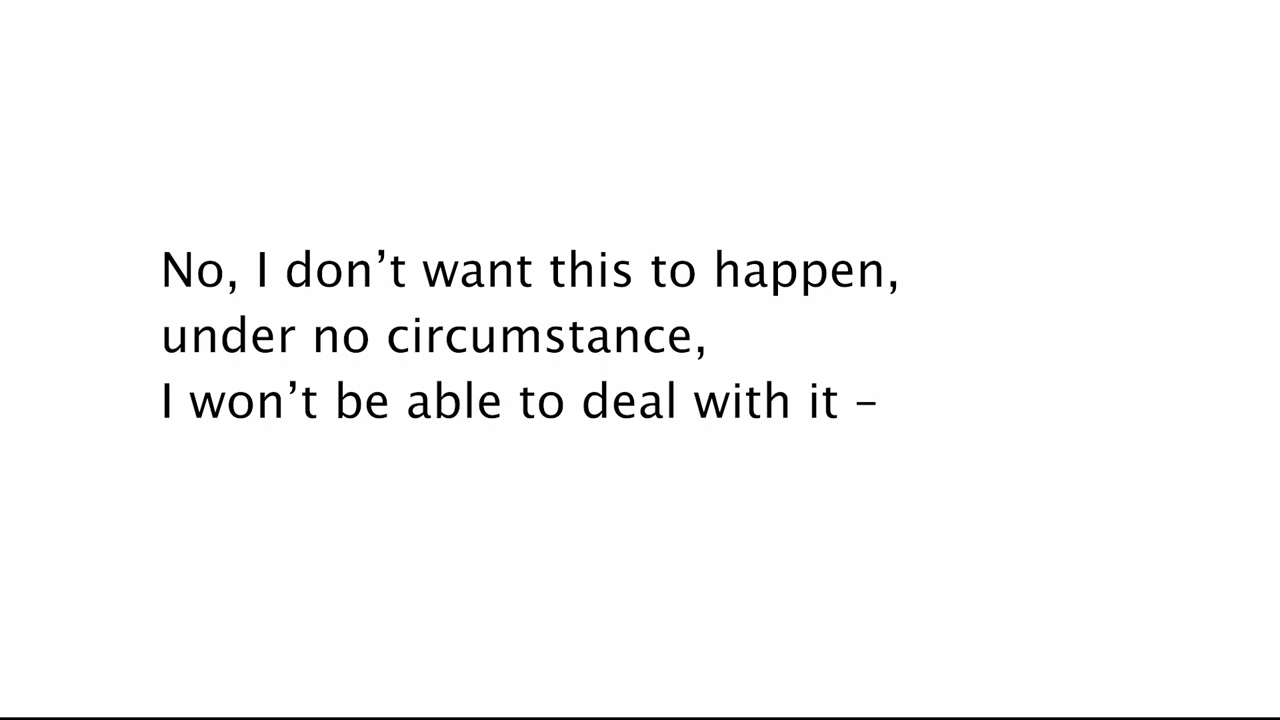 No, I don’t want this to happen,
under no circumstance,
I won’t be able to deal with it –